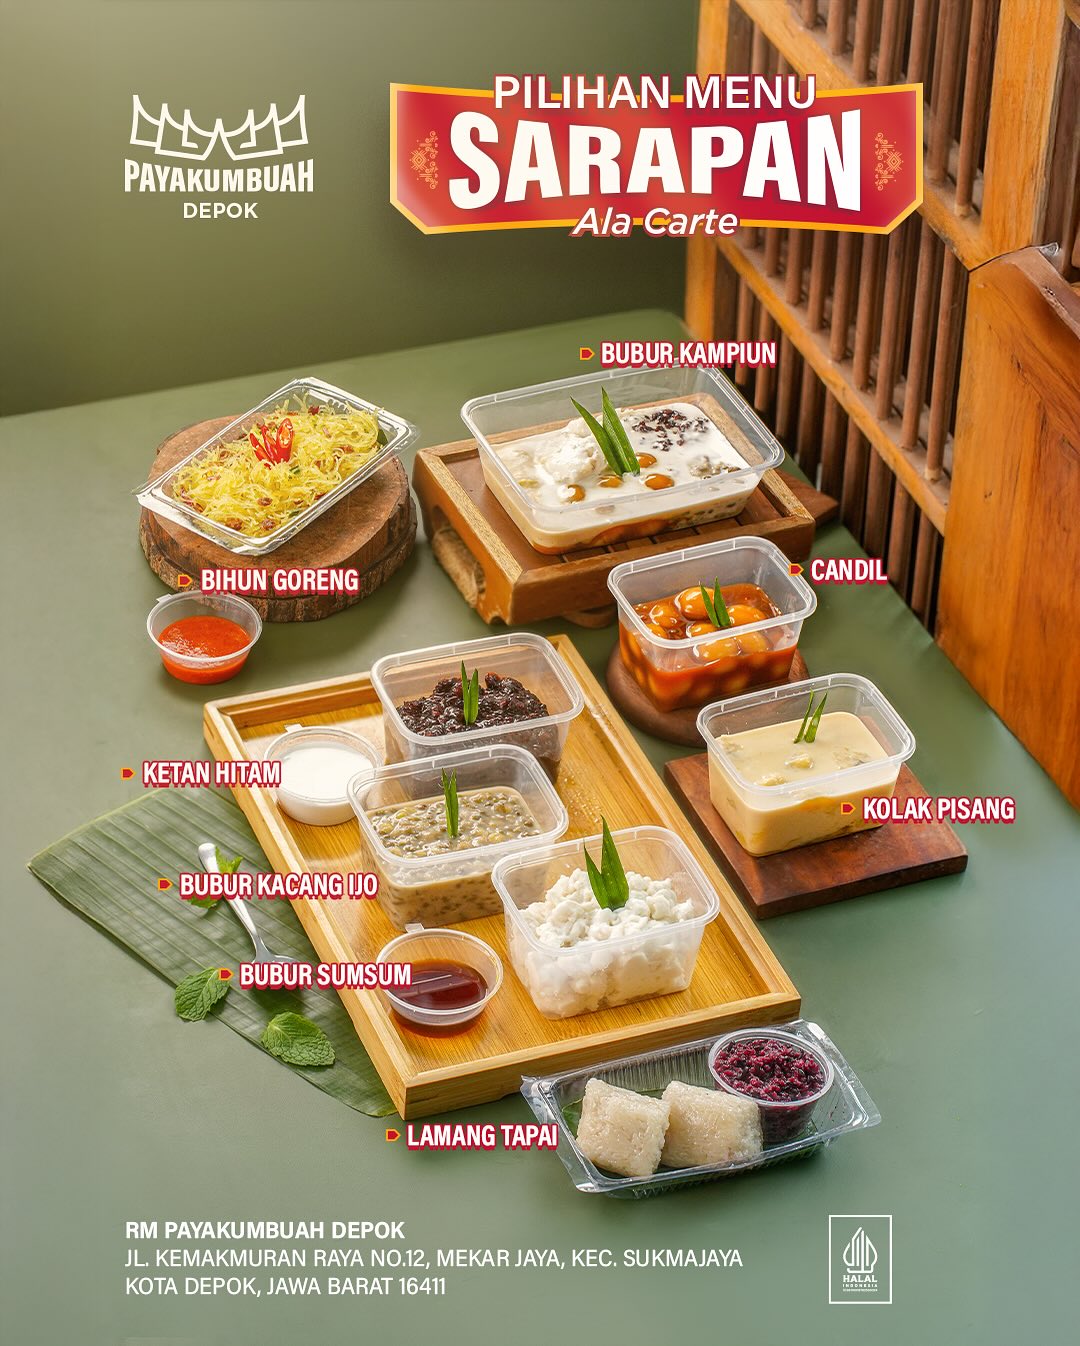 PAYAKUMBUAH
DEPOK
PILIHAN MENU
SARAPAN
Ala Carte
BUBUR KAMPIUN
BIHUN GORENG
CANDIL
KETAN HITAM
KOLAK PISANG
BUBUR KACANG IJO
BUBUR SUMSUM
LAMANG TAPAI
RM PAYAKUMBUAH DEPOK
JL. KEMAKMURAN RAYA NO.12, MEKAR JAYA, KEC. SUKMAJAYA
KOTA DEPOK, JAWA BARAT 16411
HALAL
INDONESIA